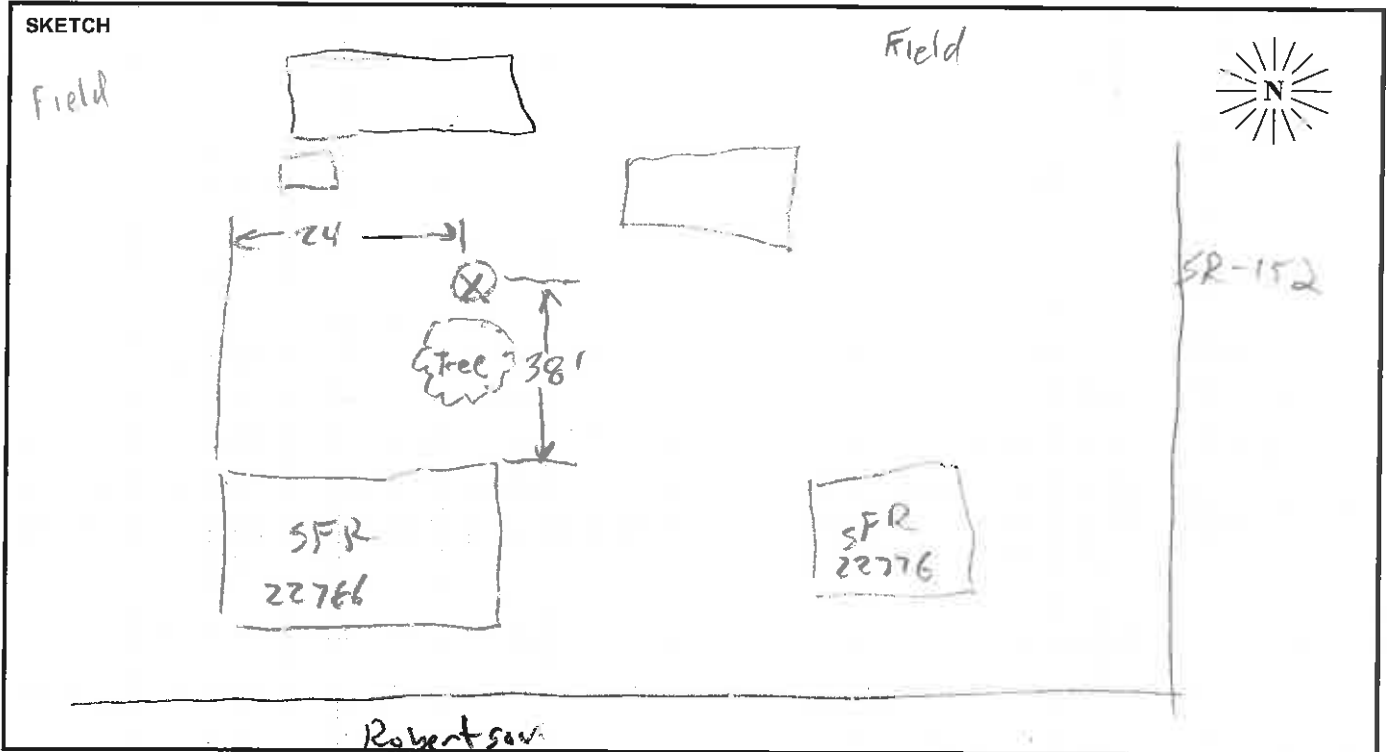 SKETCH
Field
Field
N
24
X
SR-152
Tree
38'
SFR
22766
SFR
22776
Robertson